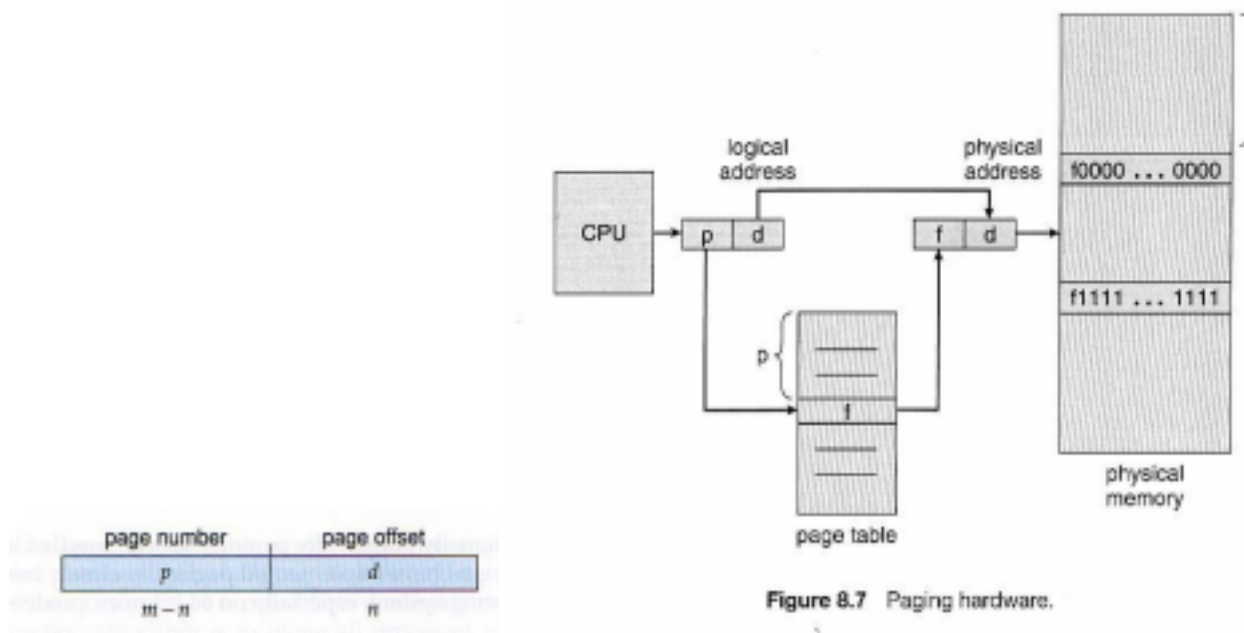 logical
address
physical
address
f0000 ... 0000
CPU
p d
f d
f1111 ... 1111
p
f
physical
memory
page table
page number page offset
p d
m – n n
Figure 8.7 Paging hardware.